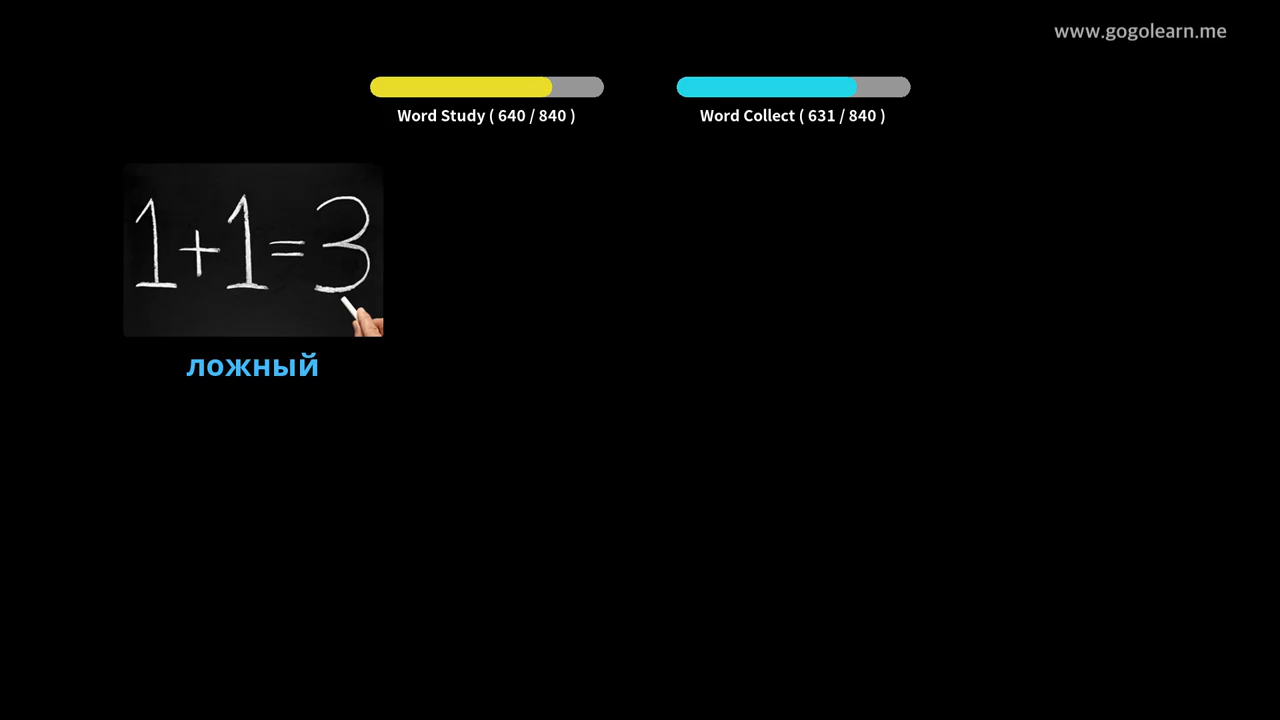 www.gogolearn.me
Word Study ( 640 / 840 )
Word Collect ( 631 / 840 )
1+1=3
ложный